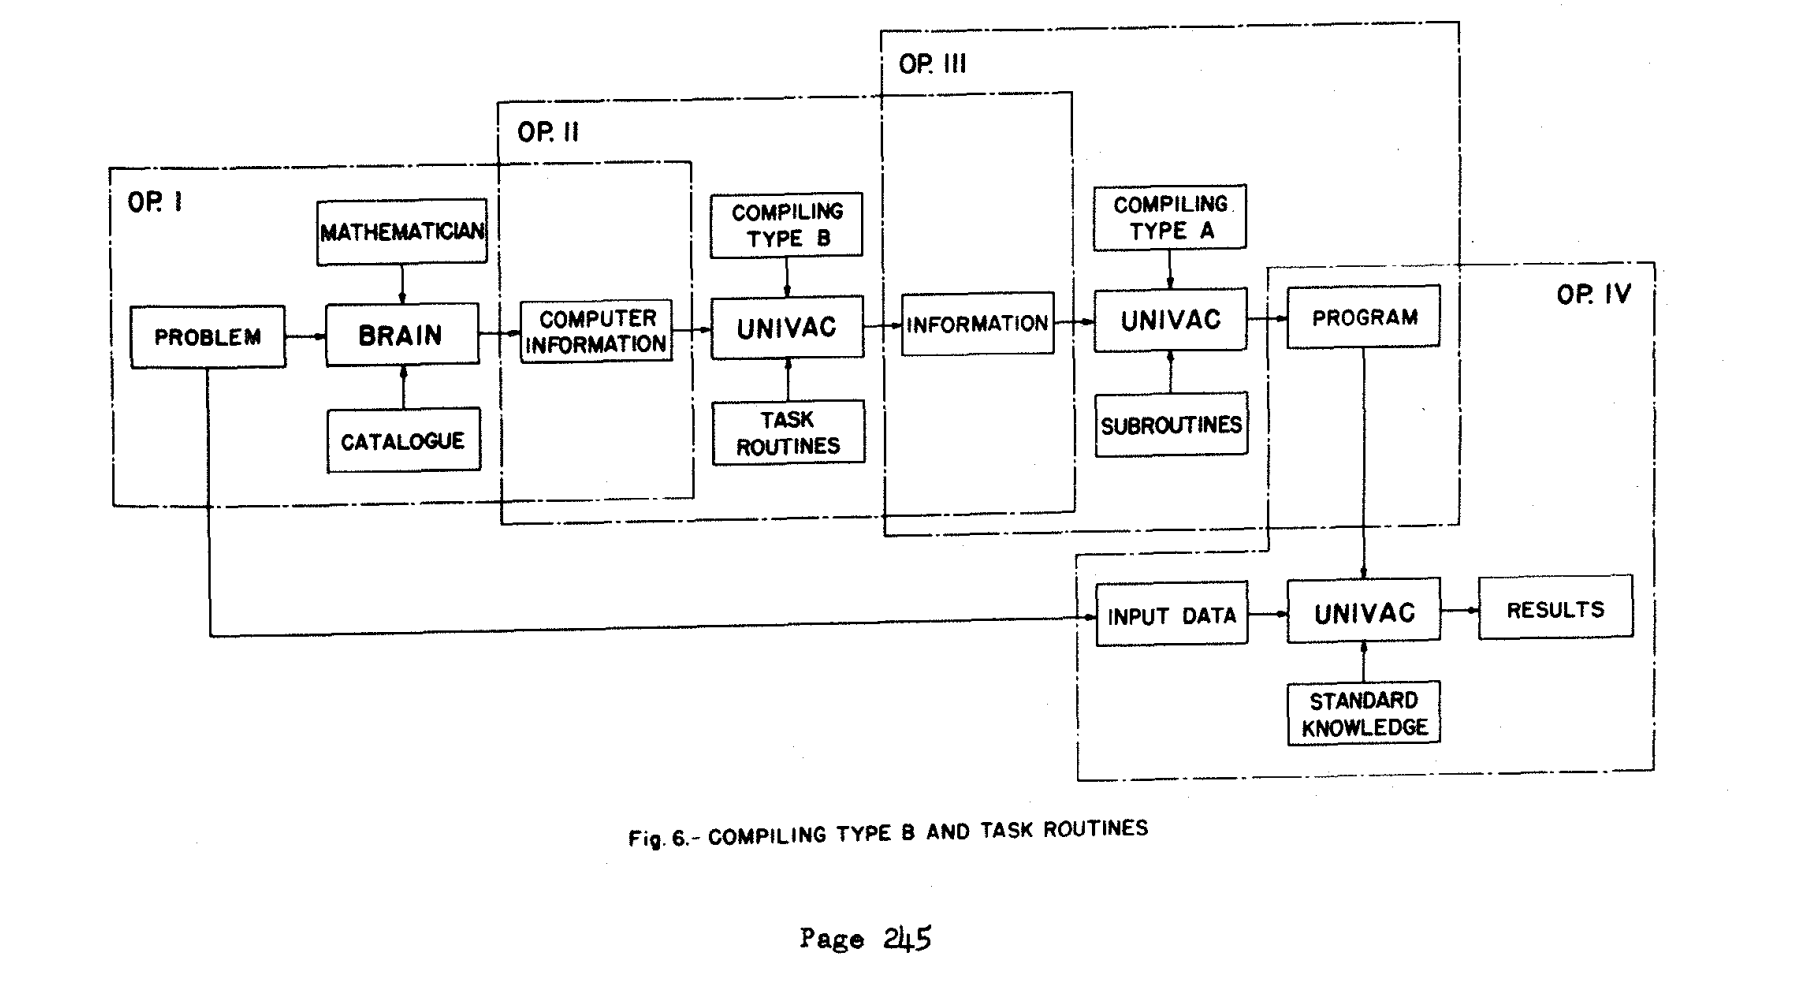 OP. III
OP. II
OP. I
MATHEMATICIAN
COMPILING
TYPE B
COMPILING
TYPE A
PROBLEM
BRAIN
COMPUTER
INFORMATION
UNIVAC
INFORMATION
UNIVAC
PROGRAM
OP. IV
CATALOGUE
TASK
ROUTINES
SUBROUTINES
INPUT DATA
UNIVAC
RESULTS
STANDARD
KNOWLEDGE
Fig. 6.- COMPILING TYPE B AND TASK ROUTINES
Page 245